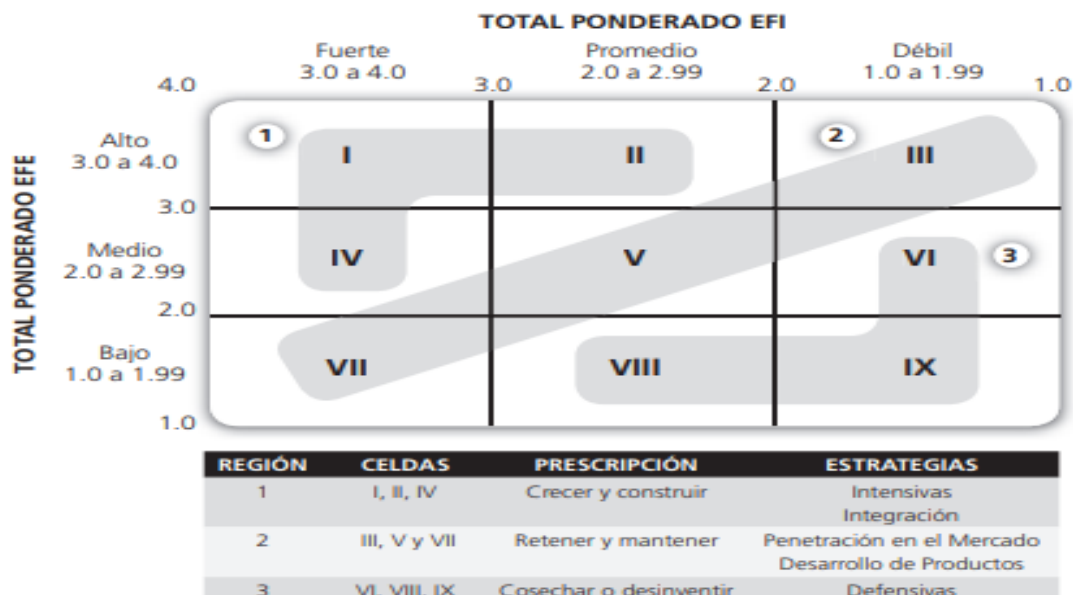 TOTAL PONDERADO EFI
Fuerte Promedio Débil
3.0 a 4.0 2.0 a 2.99 1.0 a 1.99
4.0 3.0 2.0 1.0
TOTAL PONDERADO EFE
Alto
3.0 a 4.0
1 I II 2 III
3.0
Medio
2.0 a 2.99
IV V VI 3
2.0
Bajo
1.0 a 1.99
VII VIII IX
1.0
REGIÓN CELDAS PRESCRIPCIÓN ESTRATEGIAS
1 I, II, IV Crecer y construir Intensivas
Integración
2 III, V y VII Retener y mantener Penetración en el Mercado
Desarrollo de Productos
3 VI, VIII, IX Cosechar o desinventir Defensivas